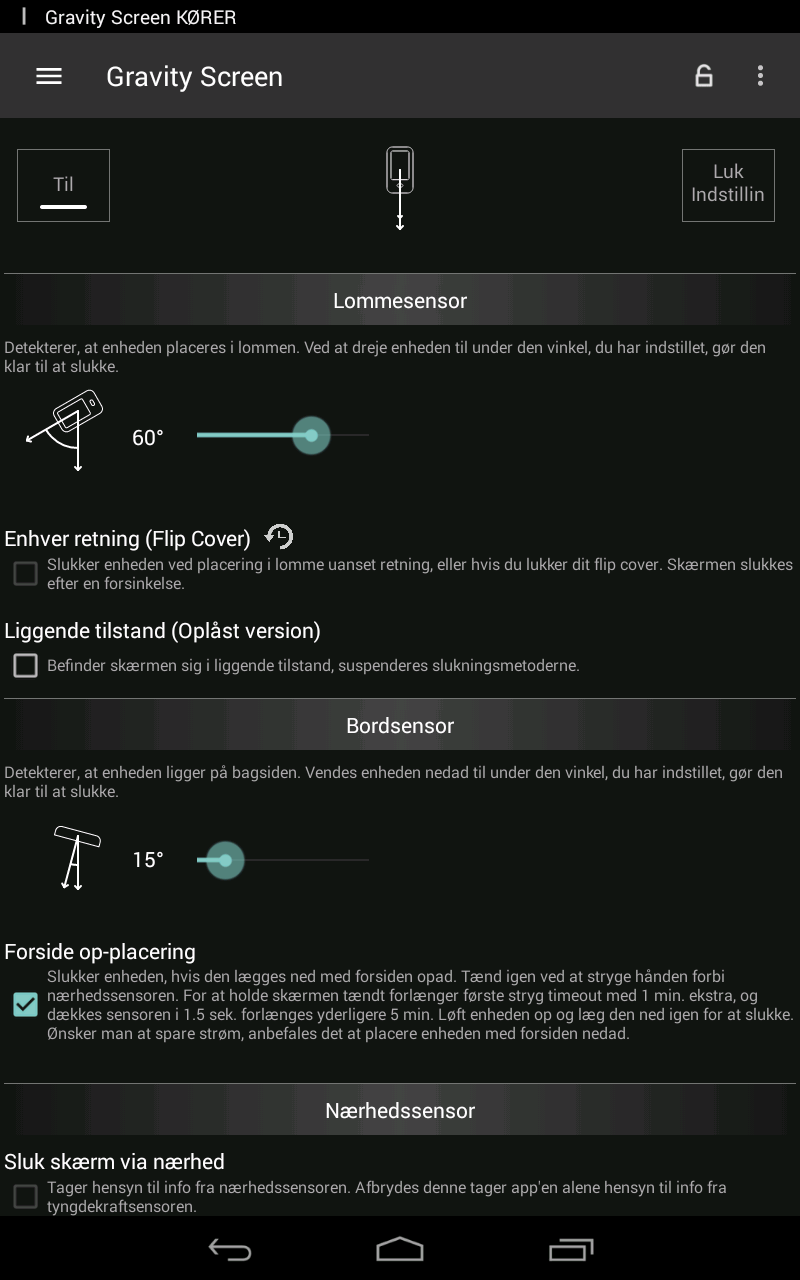 Gravity Screen KØRER
Gravity Screen
Til
Luk
Indstillin
Lommesensor
Detekterer, at enheden placeres i lommen. Ved at dreje enheden til under den vinkel, du har indstillet, gør den
klar til at slukke.
60°
Enhver retning (Flip Cover)
Slukker enheden ved placering i lomme uanset retning, eller hvis du lukker dit flip cover. Skærmen slukkes
efter en forsinkelse.
Liggende tilstand (Oplåst version)
Befinder skærmen sig i liggende tilstand, suspenderes slukningsmetoderne.
Bordsensor
Detekterer, at enheden ligger på bagsiden. Vendes enheden nedad til under den vinkel, du har indstillet, gør den
klar til at slukke.
15°
Forside op-placering
Slukker enheden, hvis den lægges ned med forsiden opad. Tænd igen ved at stryge hånden forbi
nærhedssensoren. For at holde skærmen tændt forlænger første stryg timeout med 1 min. ekstra, og
dækkes sensoren i 1.5 sek. forlænges yderligere 5 min. Løft enheden op og læg den ned igen for at slukke.
Ønsker man at spare strøm, anbefales det at placere enheden med forsiden nedad.
Nærhedssensor
Sluk skærm via nærhed
Tager hensyn til info fra nærhedssensoren. Afbrydes denne tager app'en alene hensyn til info fra
tyngdekraftsensoren.